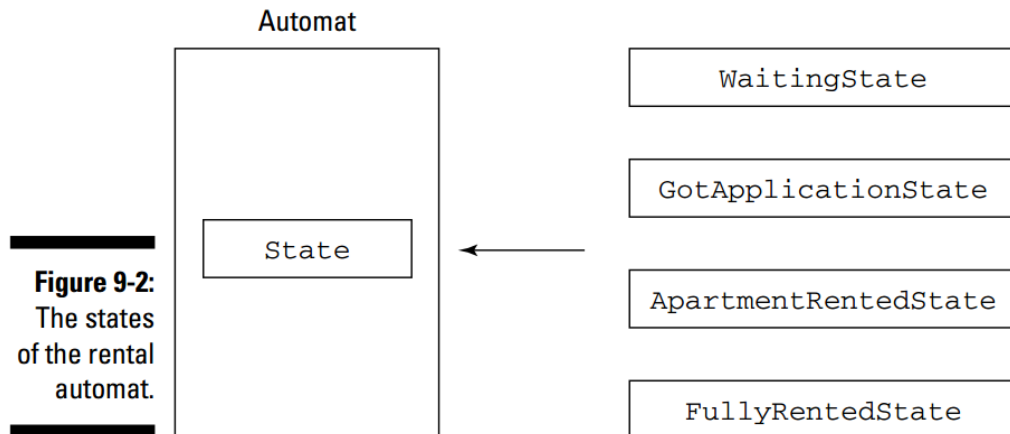 Automat
WaitingState
GotApplicationState
State
ApartmentRentedState
FullyRentedState
Figure 9-2:
The states
of the rental
automat.